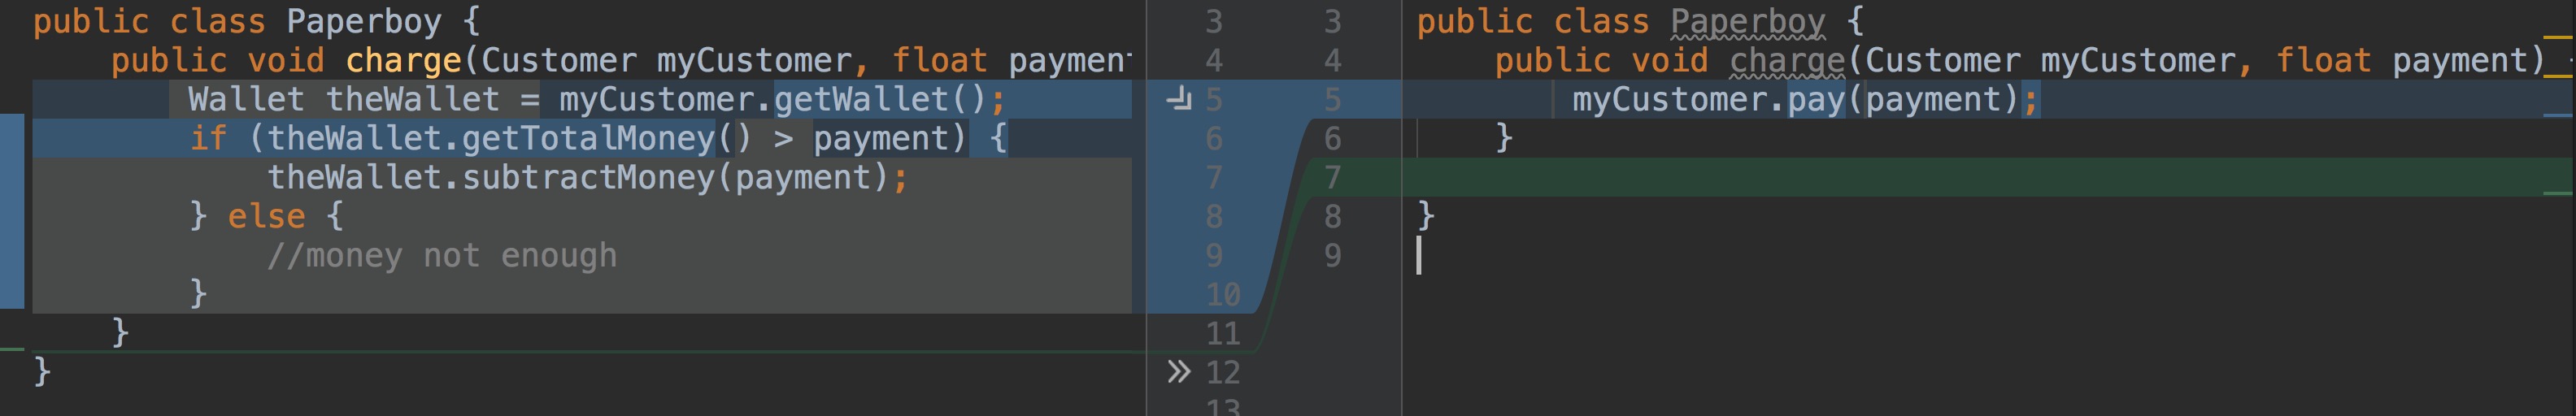 public class Paperboy {
    public void charge(Customer myCustomer, float payment
        Wallet theWallet = myCustomer.getWallet();
        if (theWallet.getTotalMoney() > payment) {
            theWallet.subtractMoney(payment);
        } else {
            //money not enough
        }
    }
}
3
4
5
6
7
8
9
10
11
12
13
3
4
5
6
7
8
9
public class Paperboy {
    public void charge(Customer myCustomer, float payment)
        myCustomer.pay(payment);
    }
}